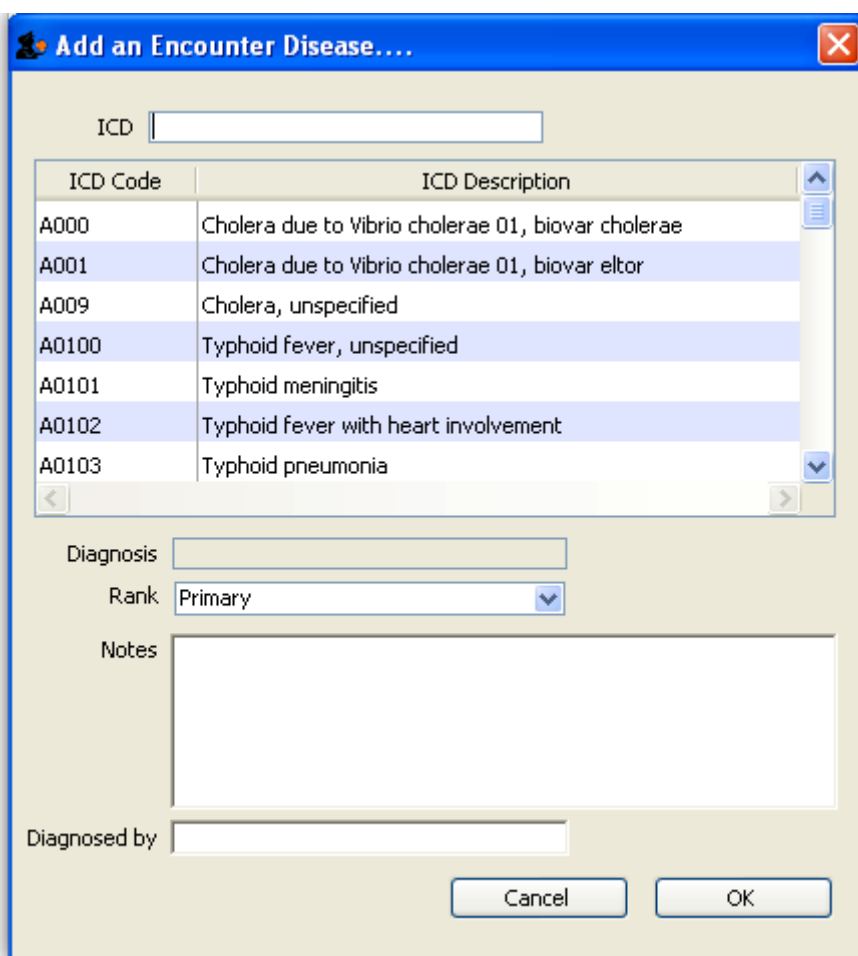 Add an Encounter Disease....
ICD
ICD Code ICD Description
A000 Cholera due to Vibrio cholerae 01, biovar cholerae
A001 Cholera due to Vibrio cholerae 01, biovar eltor
A009 Cholera, unspecified
A0100 Typhoid fever, unspecified
A0101 Typhoid meningitis
A0102 Typhoid fever with heart involvement
A0103 Typhoid pneumonia
Diagnosis
Rank Primary
Notes
Diagnosed by
Cancel OK